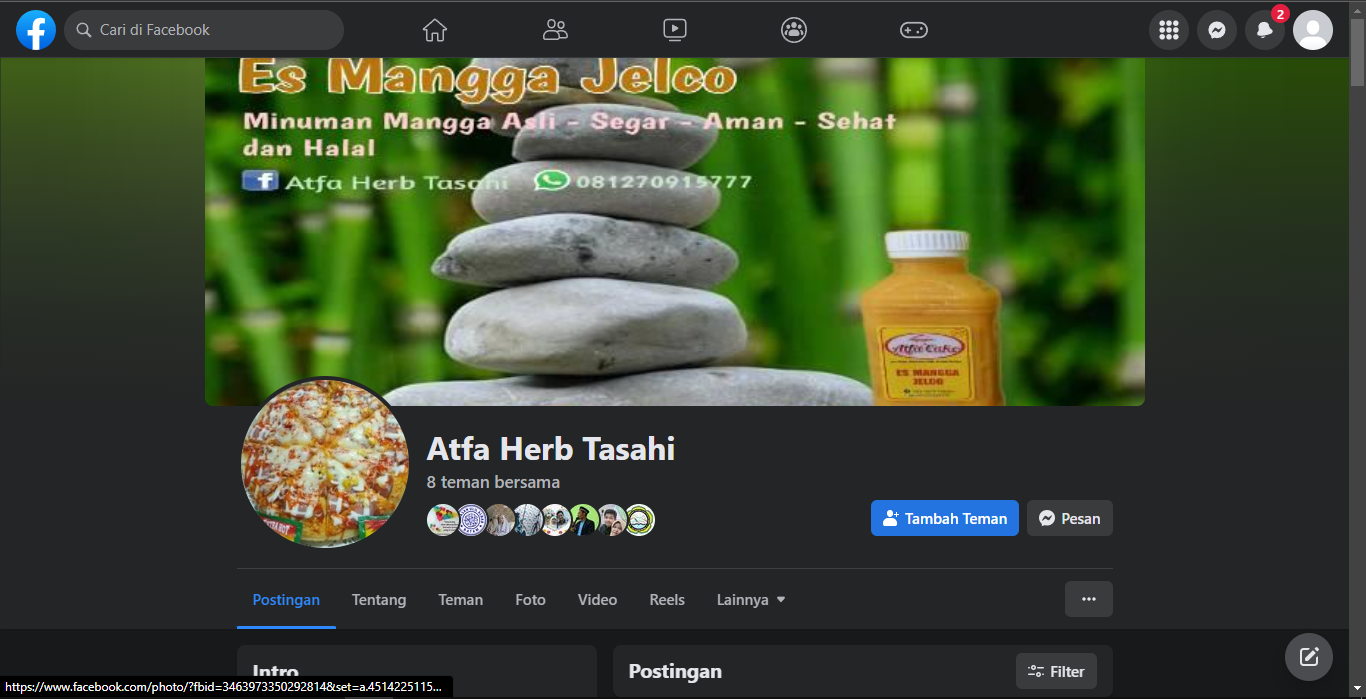 Cari di Facebook
2
Es Mangga Jelco
Minuman Mangga Asli - Segar - Aman - Sehat
dan Halal
Atfa Herb Tasahi 081270915777
Atfa Cake
ES MANGGA
JELCO
Atfa Herb Tasahi
8 teman bersama
Tambah Teman
Pesan
Postingan
Tentang
Teman
Foto
Video
Reels
Lainnya
Intro
Postingan
Filter
https://www.facebook.com/photo/?fbid=346397335029281​4&set=a.4514225115...